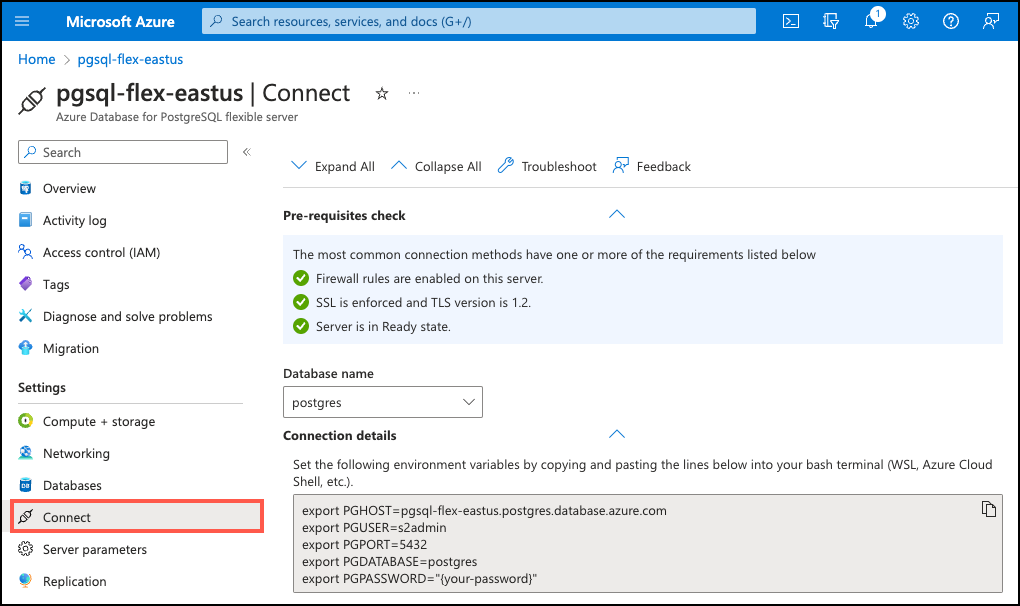 Microsoft Azure
Search resources, services, and docs (G+/)
1
Home > pgsql-flex-eastus
pgsql-flex-eastus | Connect
Azure Database for PostgreSQL flexible server
Search
Overview
Activity log
Access control (IAM)
Tags
Diagnose and solve problems
Migration
Settings
Compute + storage
Networking
Databases
Connect
Server parameters
Replication
Expand All
Collapse All
Troubleshoot
Feedback
Pre-requisites check
The most common connection methods have one or more of the requirements listed below
Firewall rules are enabled on this server.
SSL is enforced and TLS version is 1.2.
Server is in Ready state.
Database name
postgres
Connection details
Set the following environment variables by copying and pasting the lines below into your bash terminal (WSL, Azure Cloud
Shell, etc.).
export PGHOST=pgsql-flex-eastus.postgres.database.azure.com
export PGUSER=s2admin
export PGPORT=5432
export PGDATABASE=postgres
export PGPASSWORD="{your-password}"